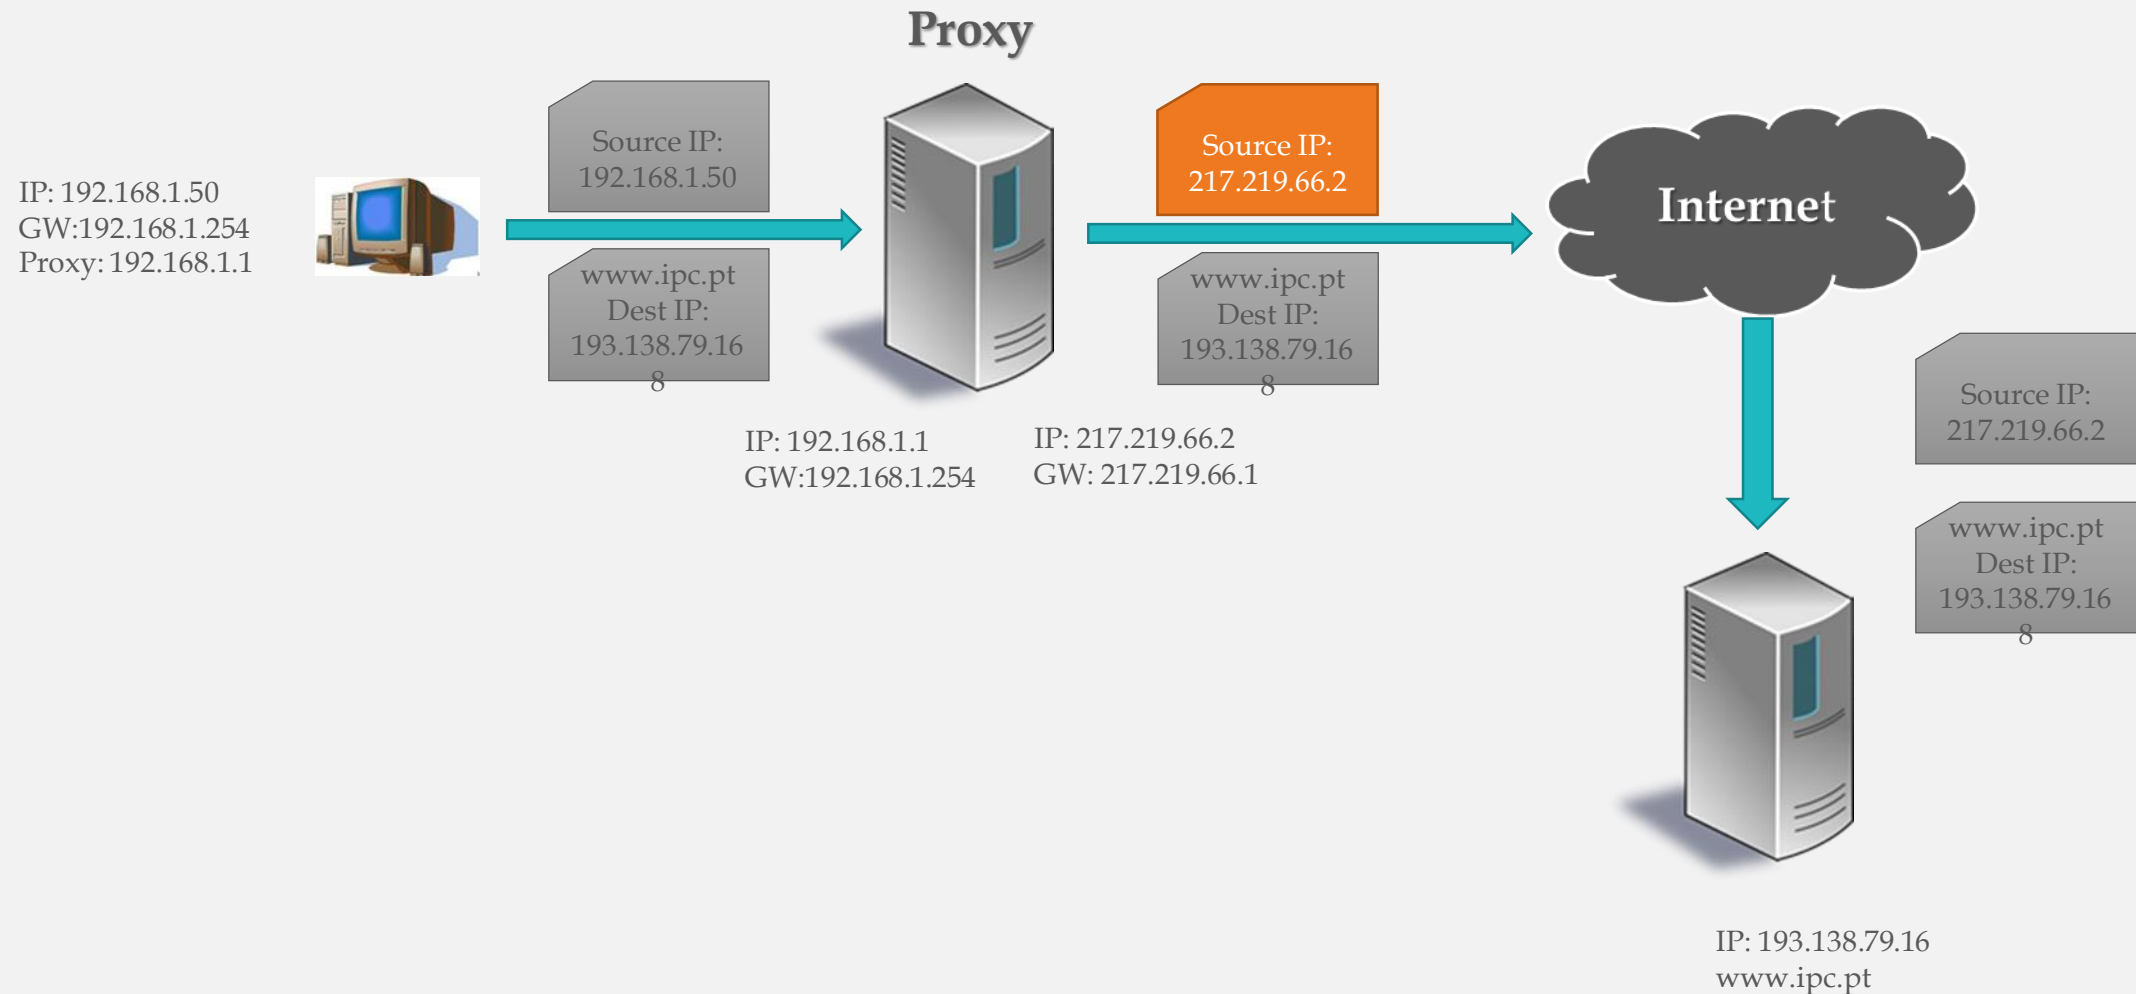 Proxy
IP: 192.168.1.50
GW:192.168.1.254
Proxy: 192.168.1.1
Source IP:
192.168.1.50
www.ipc.pt
Dest IP:
193.138.79.16
8
IP: 192.168.1.1
GW:192.168.1.254
Source IP:
217.219.66.2
www.ipc.pt
Dest IP:
193.138.79.16
8
IP: 217.219.66.2
GW: 217.219.66.1
Internet
Source IP:
217.219.66.2
www.ipc.pt
Dest IP:
193.138.79.16
8
IP: 193.138.79.16
www.ipc.pt